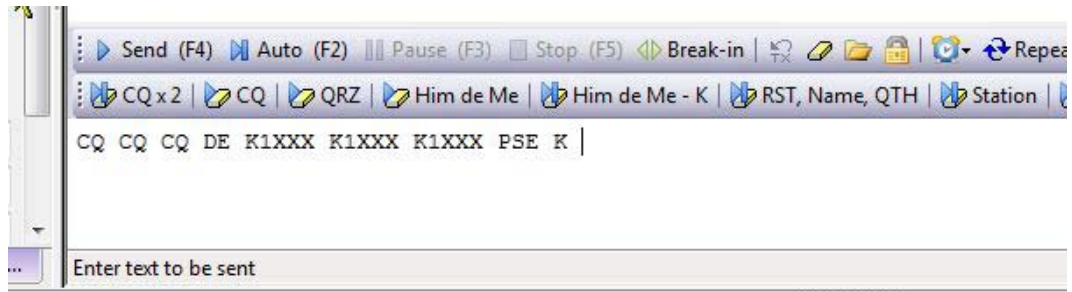 Send (F4) Auto (F2) Pause (F3) Stop (F5) Break-in TX
CQ x 2 | CQ | QRZ | Him de Me | Him de Me - K | RST, Name, QTH | Station |
CQ CQ CQ DE K1XXX K1XXX K1XXX PSE K
... Enter text to be sent